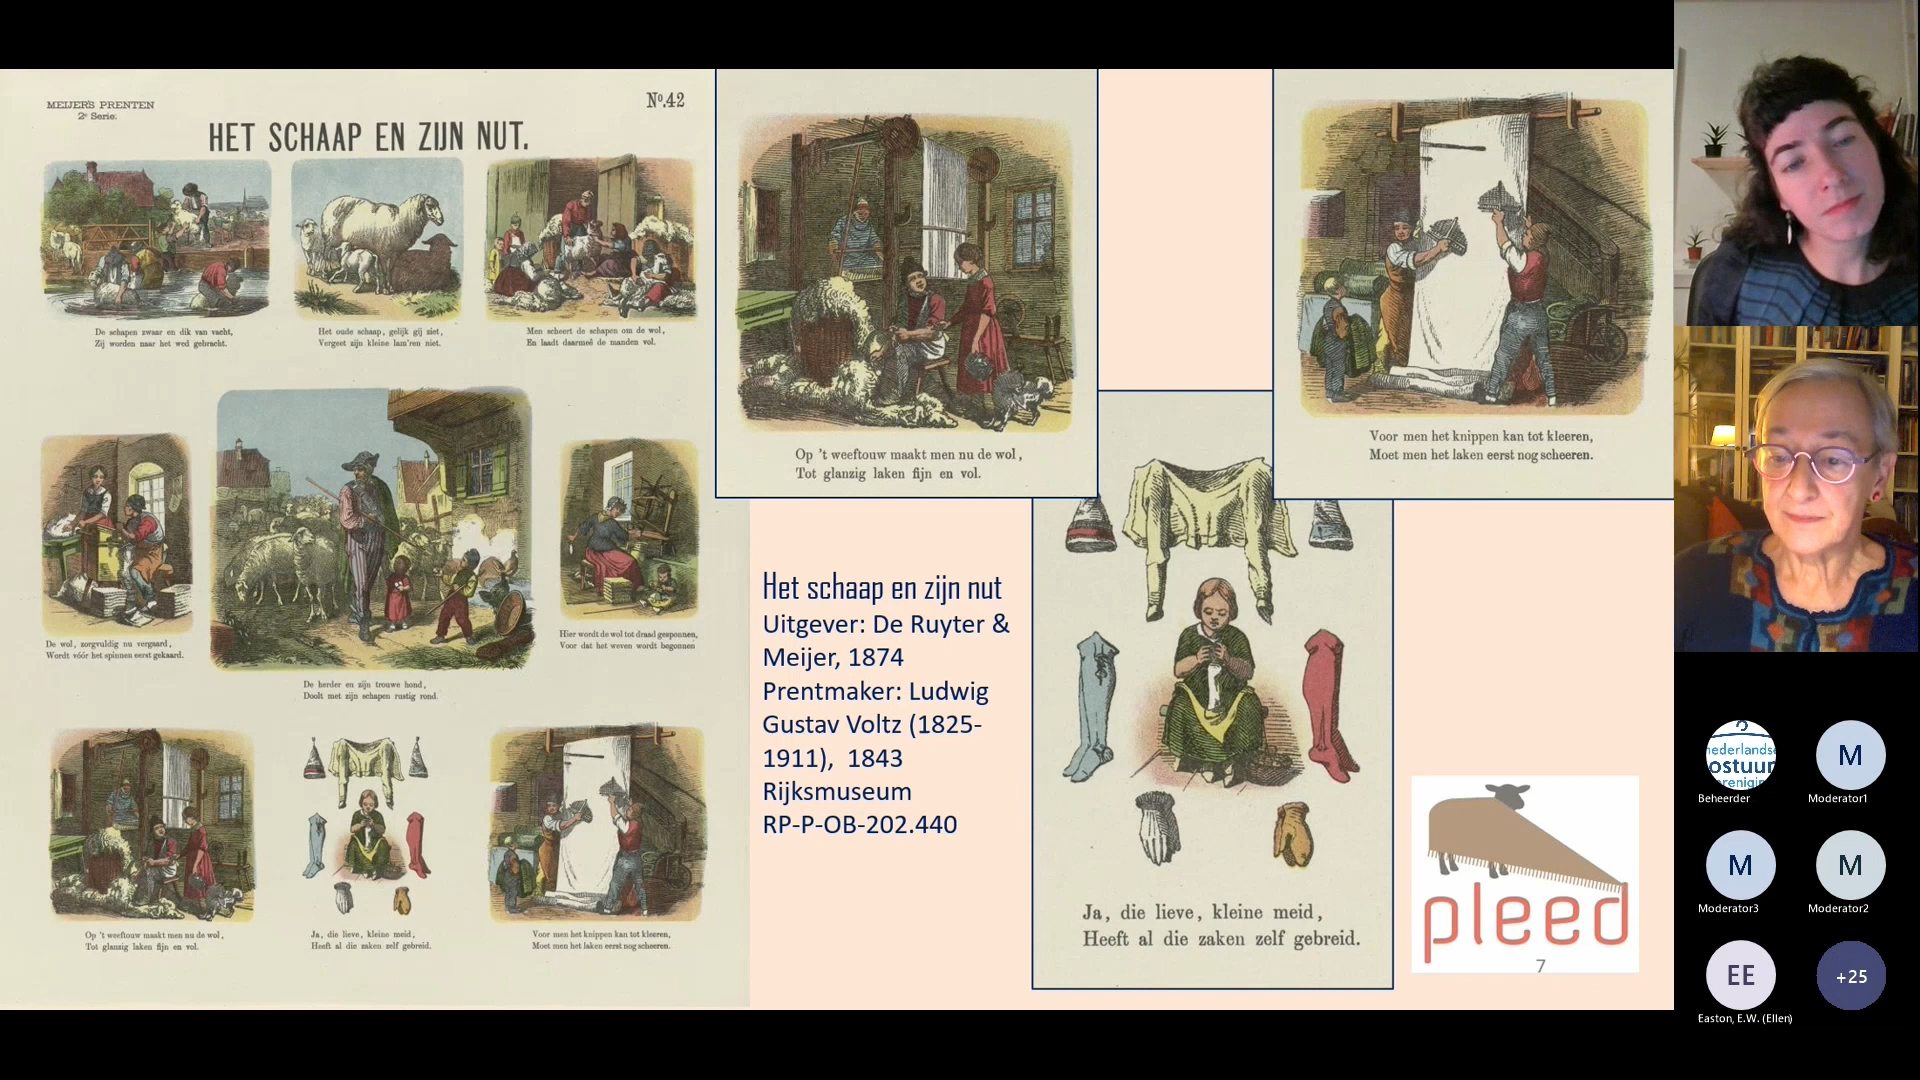 MEIJER'S PRENTEN
2e Serie.
No.42
HET SCHAAP EN ZIJN NUT.
De schapen zwaar en dik van vacht,
Zij worden naar het wed gebracht.
Het oude schaap, gelijk gij ziet,
Vergeet zijn kleine lam'ren niet.
Men scheert de schapen om de wol,
En laadt daarmeê de manden vol.
De wol, zorgvuldig nu vergaard,
Wordt vóór het spinnen eerst gekaard.
De herder en zijn trouwe hond,
Doolt met zijn schapen rustig rond.
Hier wordt de wol tot draad gesponnen,
Voor dat het weven wordt begonnen
Op 't weeftouw maakt men nu de wol,
Tot glanzig laken fijn en vol.
Ja, die lieve, kleine meid,
Heeft al die zaken zelf gebreid.
Voor men het knippen kan tot kleeren,
Moet men het laken eerst nog scheeren.
Op 't weeftouw maakt men nu de wol,
Tot glanzig laken fijn en vol.
Voor men het knippen kan tot kleeren,
Moet men het laken eerst nog scheeren.
Het schaap en zijn nut
Uitgever: De Ruyter &
Meijer, 1874
Prentmaker: Ludwig
Gustav Voltz (1825-
1911), 1843
Rijksmuseum
RP-P-OB-202.440
Ja, die lieve, kleine meid,
Heeft al die zaken zelf gebreid.
pleed
7
nederlandse
ostuum
vereniging
Beheerder
M
Moderator1
M
Moderator3
M
Moderator2
EE
Easton, E.W. (Ellen)
+25